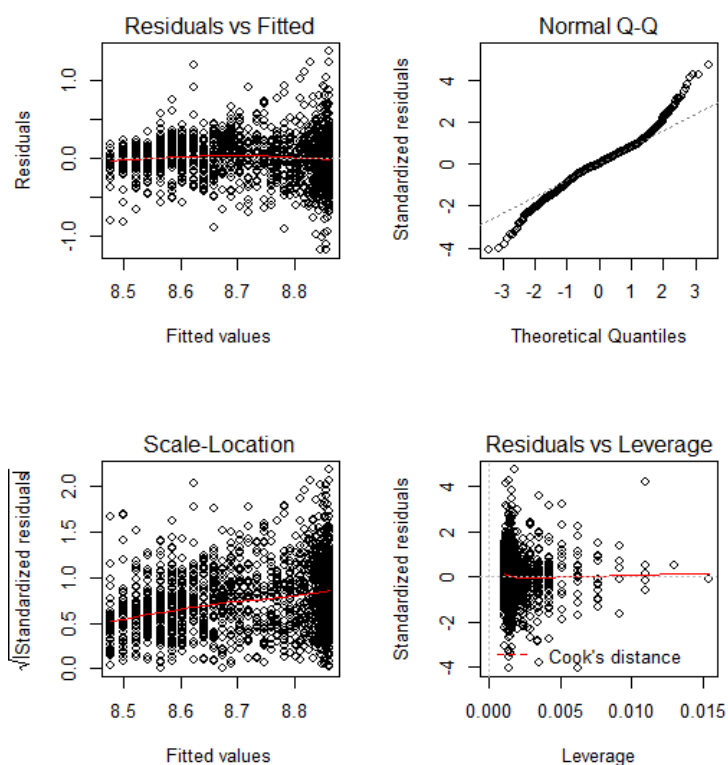 Residuals vs Fitted
Residuals
-1.0 0.0 1.0
8.5 8.6 8.7 8.8
Fitted values
Normal Q-Q
Standardized residuals
-4 -2 0 2 4
-3 -2 -1 0 1 2 3
Theoretical Quantiles
Scale-Location
√|Standardized residuals|
0.0 0.5 1.0 1.5 2.0
8.5 8.6 8.7 8.8
Fitted values
Residuals vs Leverage
Standardized residuals
-4 -2 0 2 4
Cook's distance
0.000 0.005 0.010 0.015
Leverage